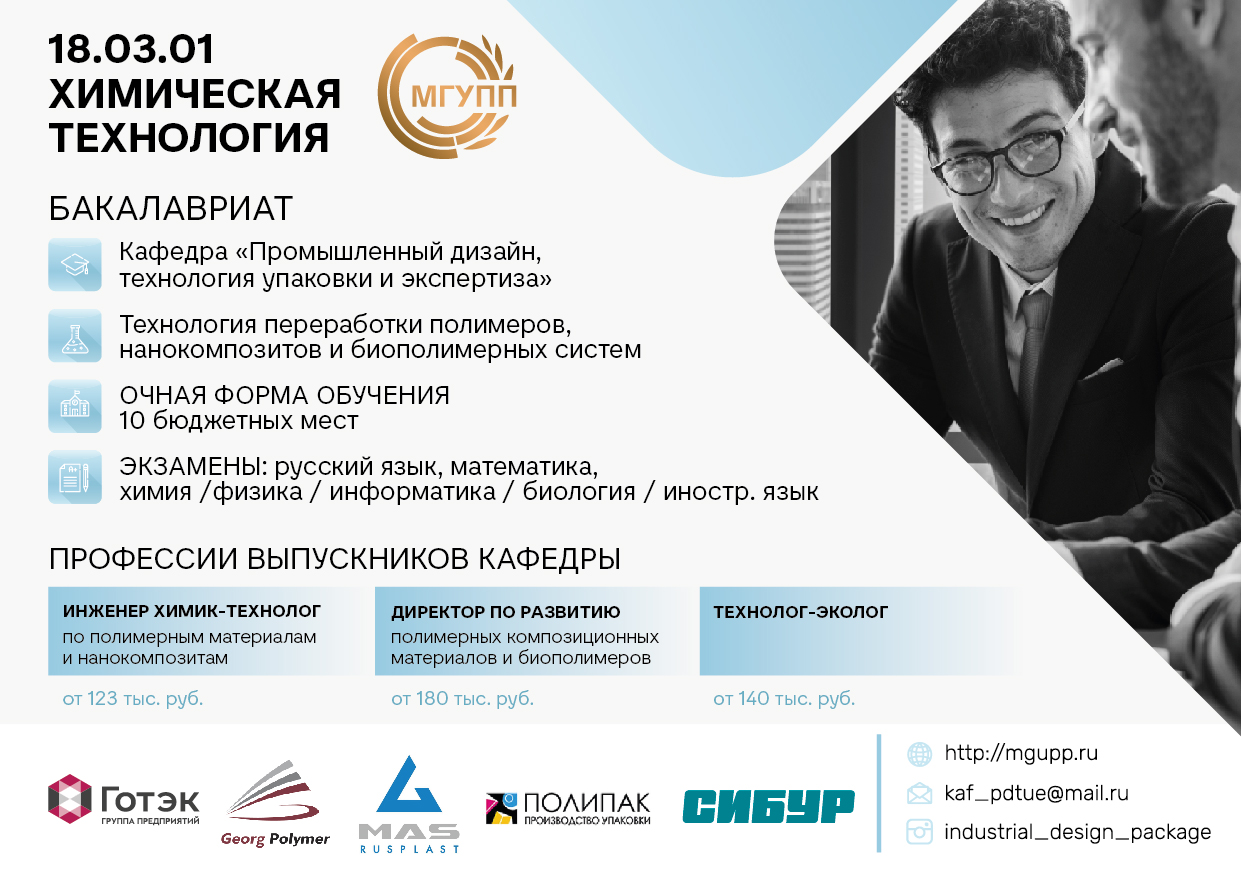 18.03.01
ХИМИЧЕСКАЯ
ТЕХНОЛОГИЯ
МГУПП
БАКАЛАВРИАТ
Кафедра «Промышленный дизайн,
технология упаковки и экспертиза»
Технология переработки полимеров,
нанокомпозитов и биополимерных систем
ОЧНАЯ ФОРМА ОБУЧЕНИЯ
10 бюджетных мест
A+
ЭКЗАМЕНЫ: русский язык, математика,
химия /физика / информатика / биология / иностр. язык
ПРОФЕССИИ ВЫПУСКНИКОВ КАФЕДРЫ
ИНЖЕНЕР ХИМИК-ТЕХНОЛОГ
по полимерным материалам
и нанокомпозитам
от 123 тыс. руб.
ДИРЕКТОР ПО РАЗВИТИЮ
полимерных композиционных
материалов и биополимеров
от 180 тыс. руб.
ТЕХНОЛОГ-ЭКОЛОГ
от 140 тыс. руб.
ГОТЭК
ГРУППА ПРЕДПРИЯТИЙ
Georg Polymer
MAS
RUSPLAST
ПОЛИПАК
ПРОИЗВОДСТВО УПАКОВКИ
СИБУР
http://mgupp.ru
kaf_pdtue@mail.ru
industrial_design_package